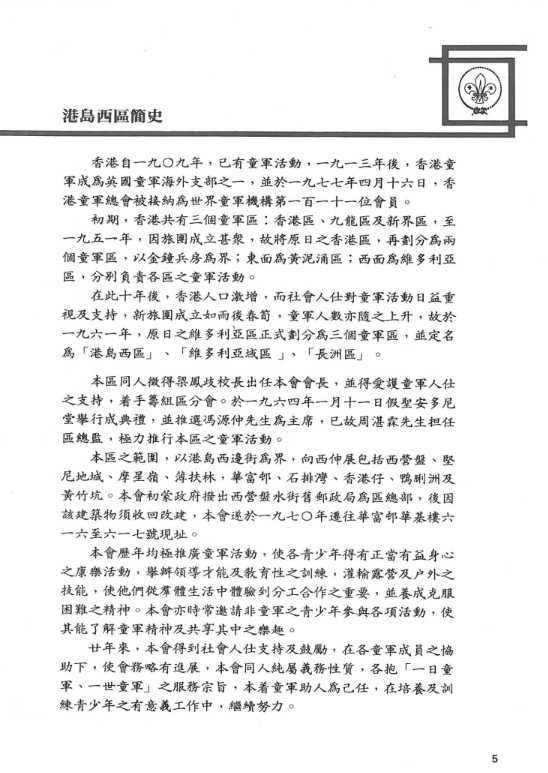 港島西區簡史
香港自一九〇九年，已有童軍活動，一九一三年後，香港童
軍成爲英國童軍海外支部之一，並於一九七七年四月十六日，香
港童軍總會被接納爲世界童軍機構第一百一十一位會員。
初期，香港共有三個童軍區：香港區、九龍區及新界區，至
一九五一年，因旅團成立甚衆，故將原日之香港區，再劃分爲兩
個童軍區，以金鐘兵房爲界；東面爲黃泥涌區；西面爲維多利亞
區，分別負責各區之童軍活動。
在此十年後，香港人口激增，而社會人仕對童軍活動日益重
視及支持，新旅團成立如雨後春筍，童軍人數亦隨之上升，故於
一九六一年，原日之維多利亞區正式劃分爲三個童軍區，並定名
爲「港島西區」、「維多利亞城區」、「長洲區」。
本區同人徵得梁鳳歧校長出任本會會長，並得愛護童軍人仕
之支持，着手籌組區分會。於一九六四年一月十一日假聖安多尼
堂舉行成典禮，並推選馮源仲先生爲主席，已故周湛霖先生担任
區總監，極力推行本區之童軍活動。
本區之範圍，以港島西邊街爲界，向西伸展包括西營盤、堅
尼地城、摩星嶺、薄扶林，華富邨、石排灣、香港仔、鴨脷洲及
黃竹坑。本會初蒙政府撥出西營盤水街舊郵政局爲區總部，後因
該建築物須收回改建，本會遂於一九七〇年遷往華富邨華基樓六
一六至六一七號現址。
本會歷年均極推廣童軍活動，使各青少年得有正當有益身心
之康樂活動，舉辦領導才能及教育性之訓練，灌輸露營及户外之
技能，使他們從羣體生活中體驗到分工合作之重要，並養成克服
困難之精神。本會亦時常邀請非童軍之青少年參與各項活動，使
其能了解童軍精神及共享其中之樂趣。
廿年來，本會得到社會人仕支持及鼓勵，在各童軍成員之協
助下，使會務略有進展，本會同人純屬義務性質，各抱「一日童
軍、一世童軍」之服務宗旨，本着童軍助人爲己任，在培養及訓
練青少年之有意義工作中，繼續努力。
5